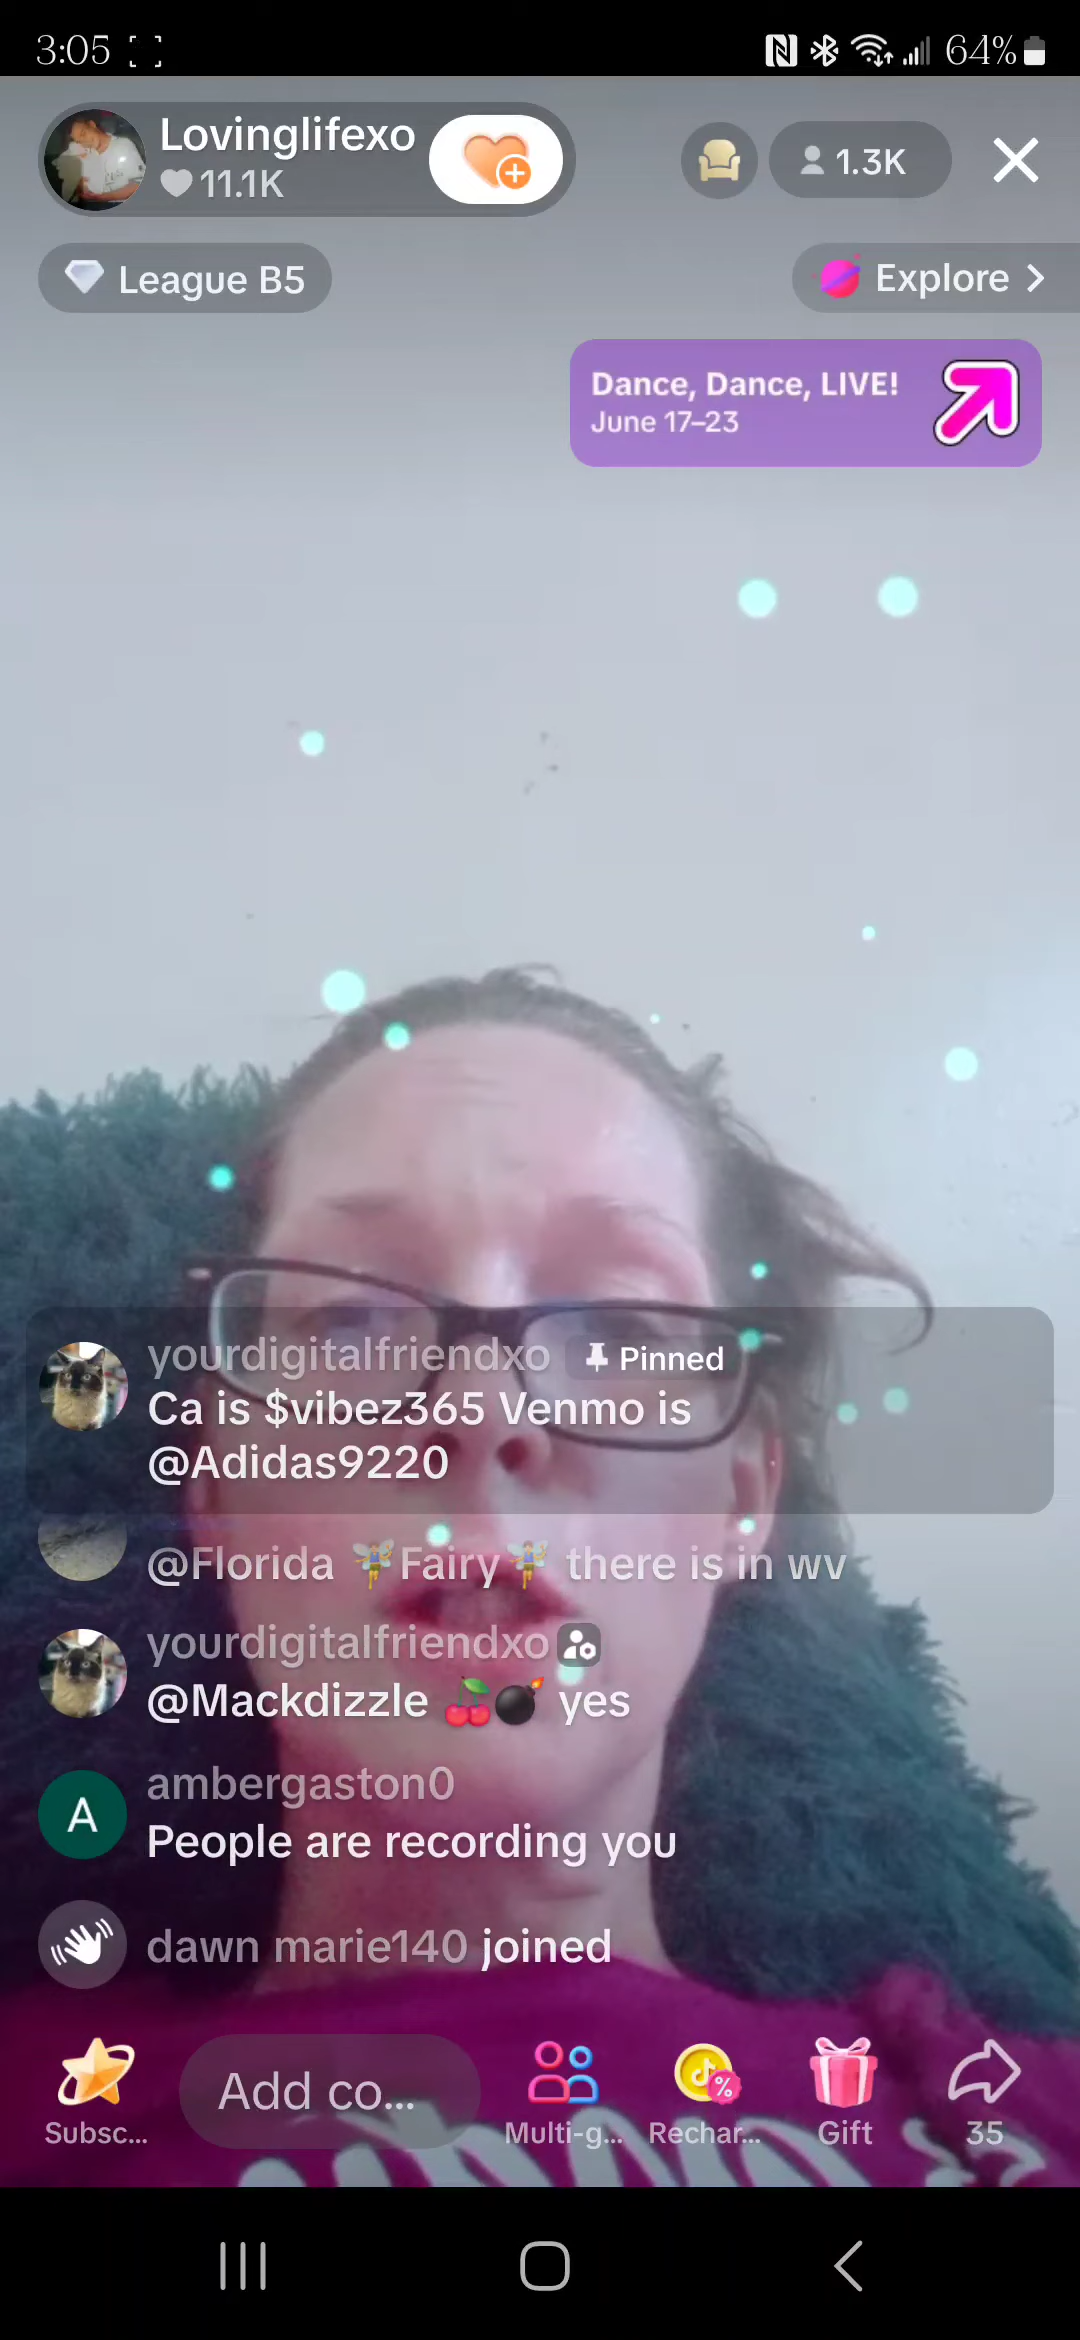 3:05
64%
Lovinglifexo
11.1K
1.3K
League B5
Explore
Dance, Dance, LIVE!
June 17–23
yourdigitalfriendxo Pinned
Ca is $vibez365 Venmo is
@Adidas9220
@Florida 🧚Fairy🧚 there is in wv
yourdigitalfriendxo
@Mackdizzle 🍒💣 yes
A
ambergaston0
People are recording you
dawn marie140 joined
Add co...
Subsc...
Multi-g...
Rechar...
Gift
35